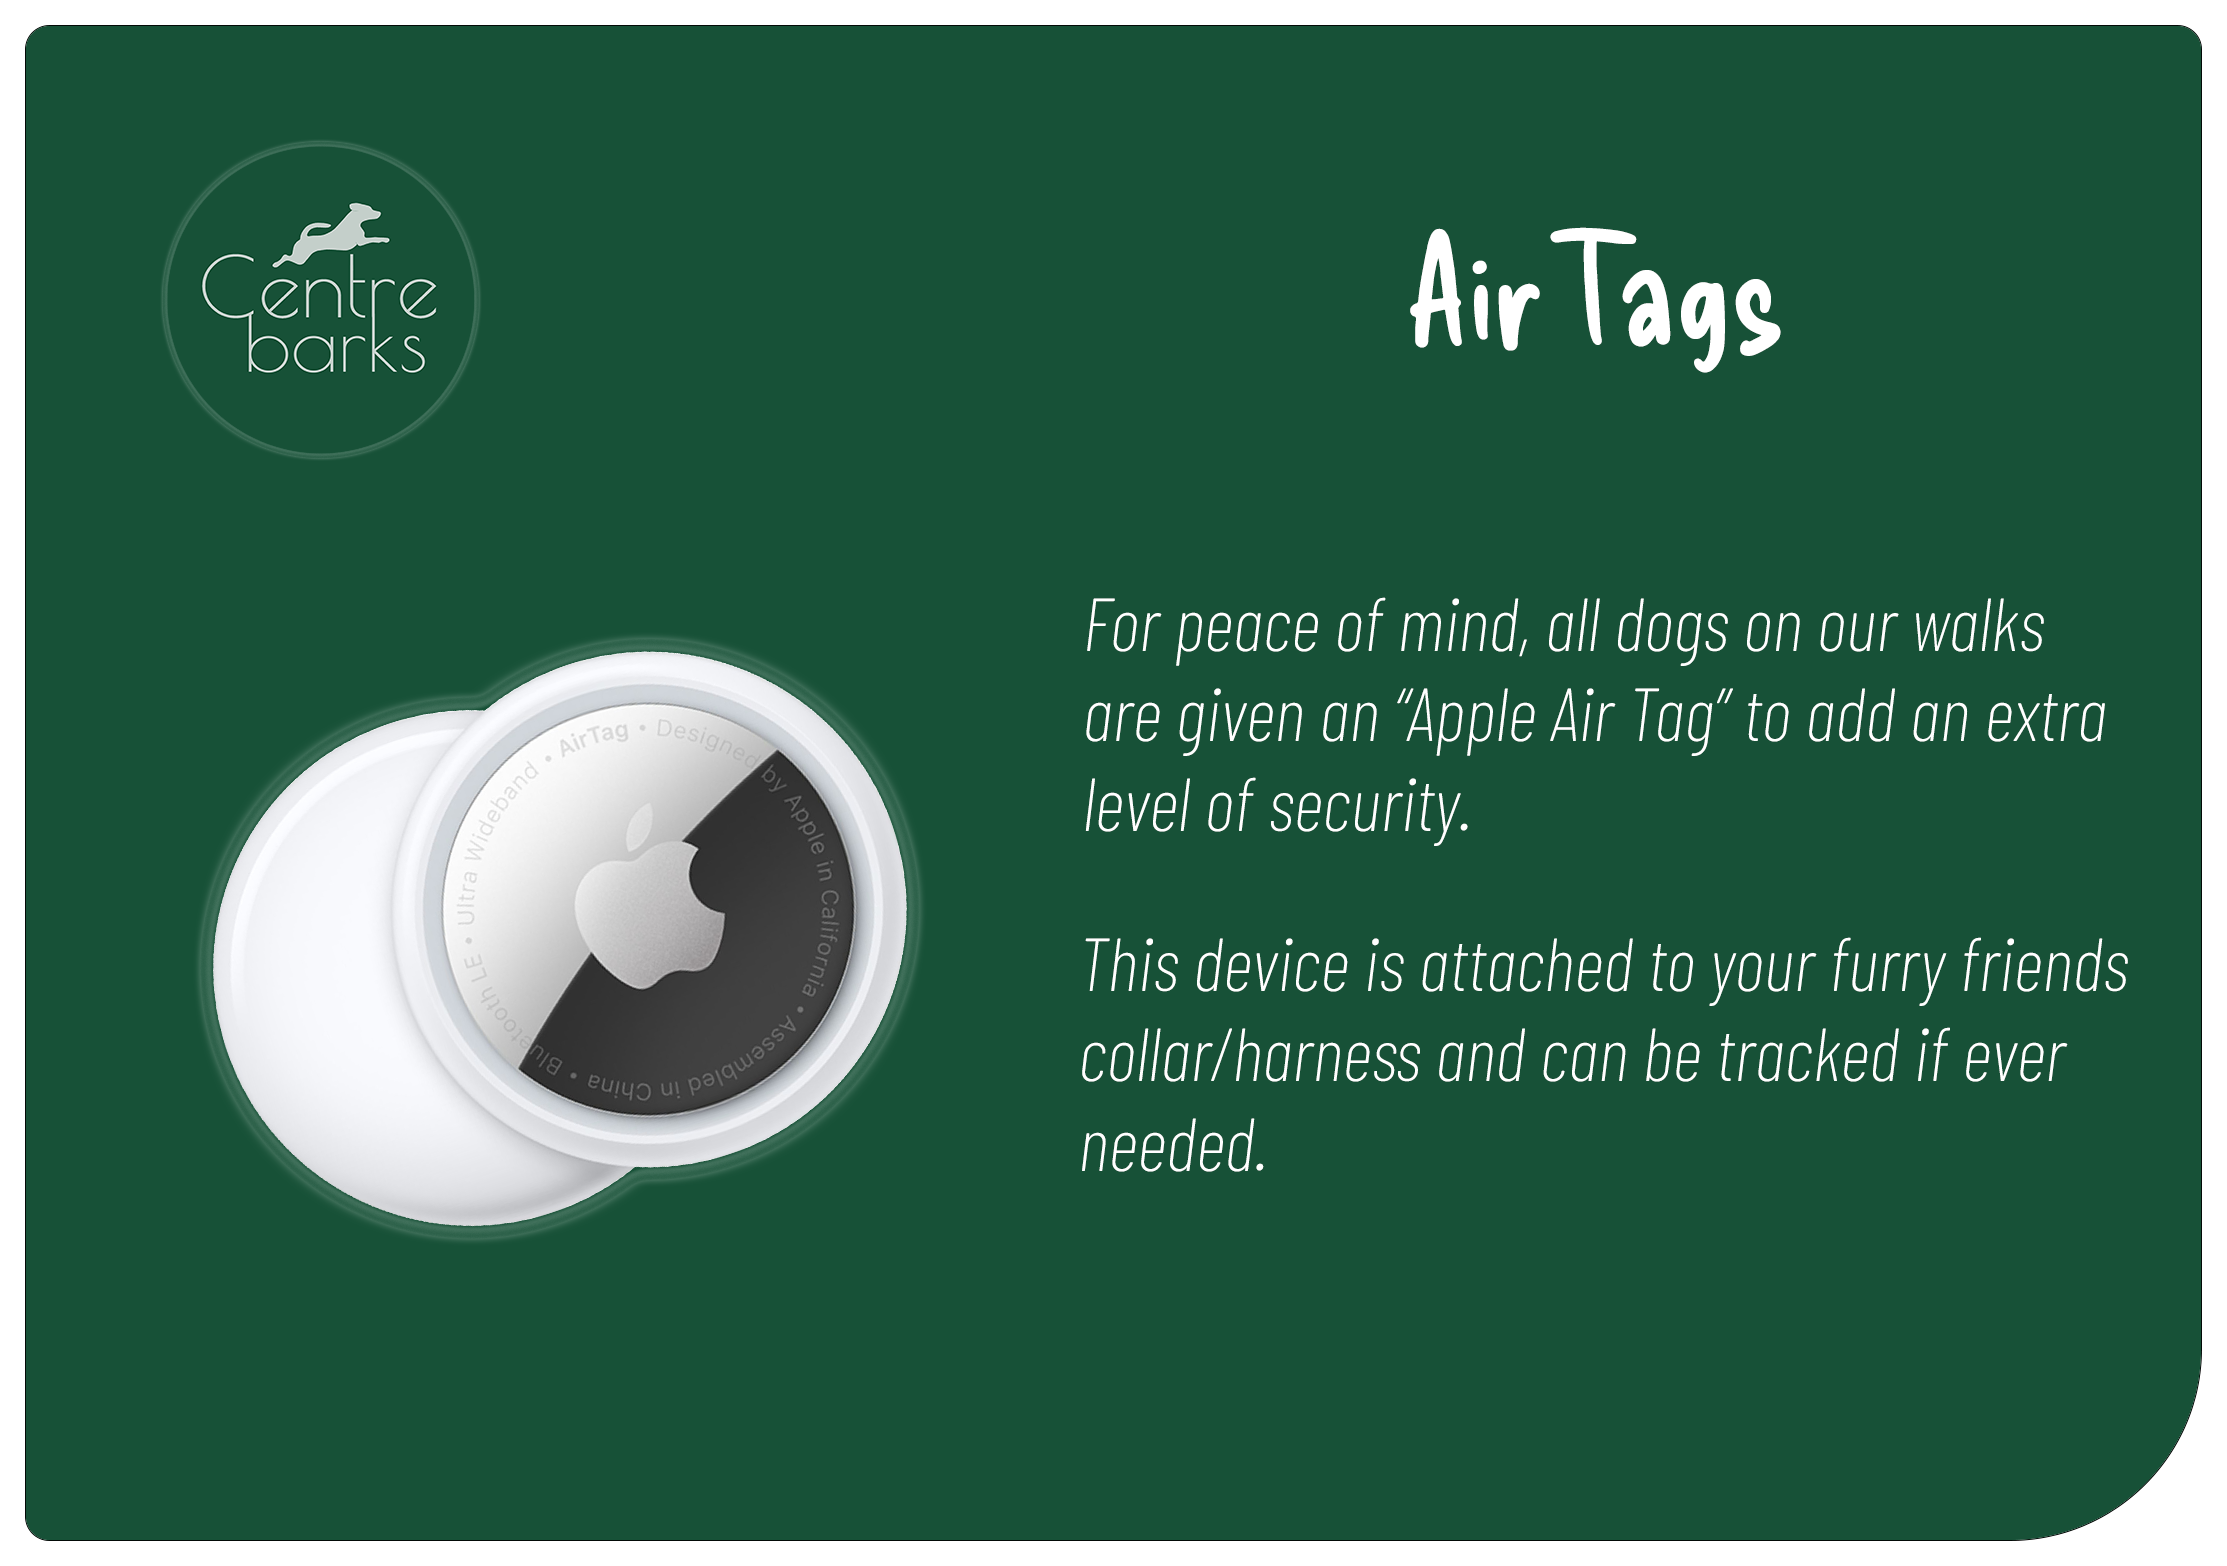 Centre
barks
Air Tags
For peace of mind, all dogs on our walks
are given an “Apple Air Tag” to add an extra
level of security.
This device is attached to your furry friends
collar/harness and can be tracked if ever
needed.
AirTag • Designed by Apple in California • Assembled in China • Bluetooth LE • Ultra Wideband •